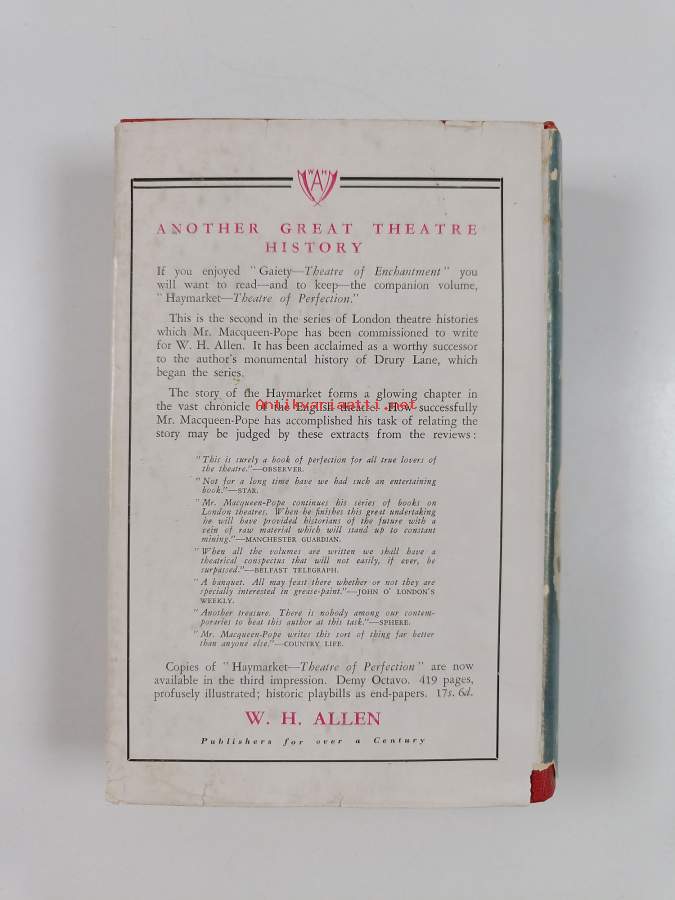 WAH
ANOTHER GREAT THEATRE
HISTORY
If you enjoyed "Gaiety—Theatre of Enchantment" you
will want to read—and to keep—the companion volume,
"Haymarket—Theatre of Perfection."
This is the second in the series of London theatre histories
which Mr. Macqueen-Pope has been commissioned to write
for W. H. Allen. It has been acclaimed as a worthy successor
to the author's monumental history of Drury Lane, which
began the series.
The story of the Haymarket forms a glowing chapter in
the vast chronicle of the English theatre. How successfully
Antikvariaatti.net
Mr. Macqueen-Pope has accomplished his task of relating the
story may be judged by these extracts from the reviews:
"This is surely a book of perfection for all true lovers of
the theatre."—OBSERVER.
"Not for a long time have we had such an entertaining
book."—STAR.
"Mr. Macqueen-Pope continues his series of books on
London theatres. When he finishes this great undertaking
he will have provided historians of the future with a
vein of raw material which will stand up to constant
mining."—MANCHESTER GUARDIAN.
"When all the volumes are written we shall have a
theatrical conspectus that will not easily, if ever, be
surpassed."—BELFAST TELEGRAPH.
"A banquet. All may feast there whether or not they are
specially interested in grease-paint."—JOHN O' LONDON'S
WEEKLY.
"Another treasure. There is nobody among our contem-
poraries to beat this author at this task."—SPHERE.
"Mr. Macqueen-Pope writes this sort of thing far better
than anyone else."—COUNTRY LIFE.
Copies of "Haymarket—Theatre of Perfection" are now
available in the third impression. Demy Octavo. 419 pages,
profusely illustrated; historic playbills as end-papers. 17s. 6d.
W. H. ALLEN
Publishers for over a Century